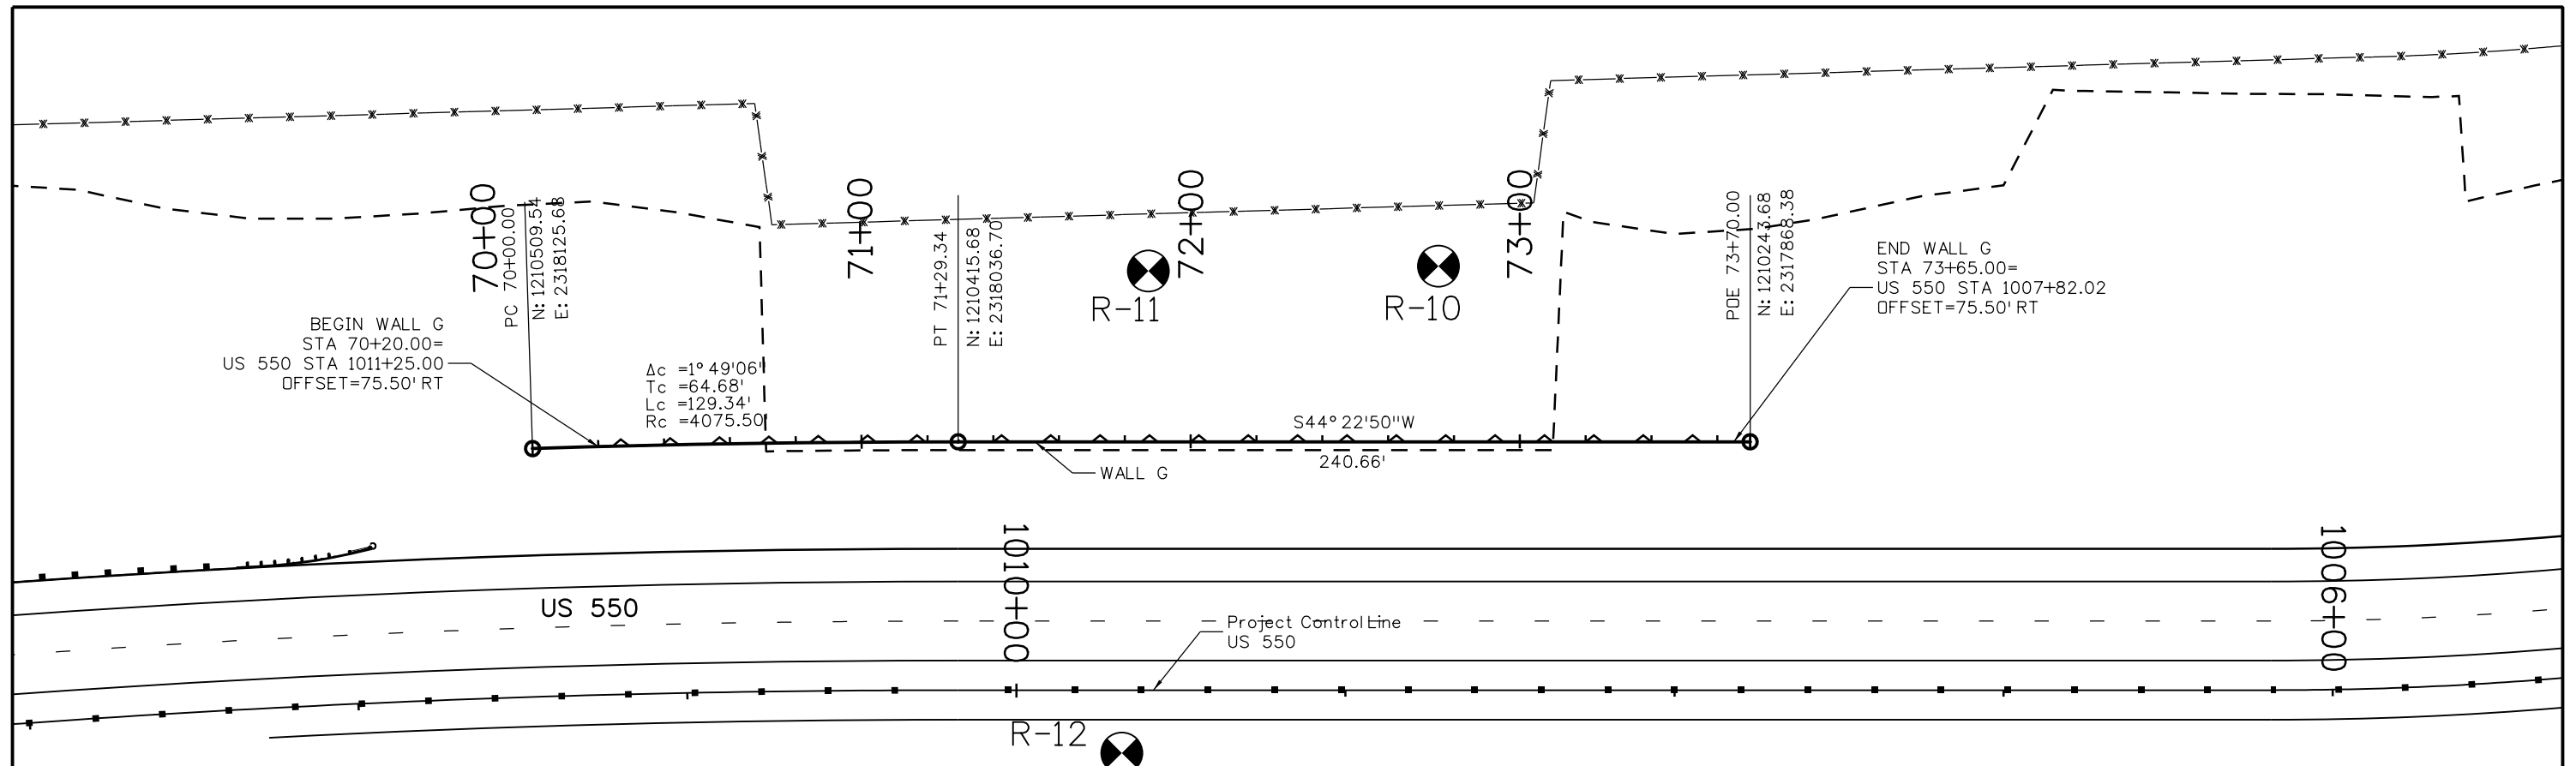 70+00
PC 70+00.00
N: 1210509.54
E: 2318125.68
71+00
PT 71+29.34
N: 1210415.68
E: 2318036.70
72+00
73+00
POE 73+70.00
N: 1210243.68
E: 2317868.38
END WALL G
STA 73+65.00=
US 550 STA 1007+82.02
OFFSET=75.50' RT
R-11
R-10
BEGIN WALL G
STA 70+20.00=
US 550 STA 1011+25.00
OFFSET=75.50' RT
Δc =1°49'06"
Tc =64.68'
Lc =129.34'
Rc =4075.50'
S44°22'50"W
240.66'
WALL G
1010+00
1006+00
US 550
Project Control Line
US 550
R-12